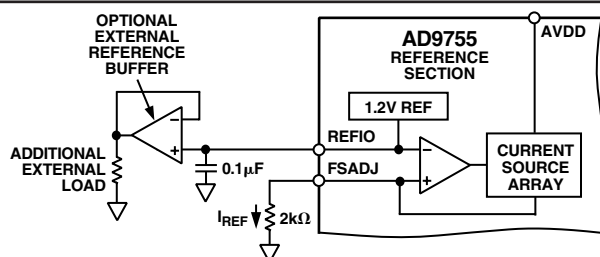 OPTIONAL
EXTERNAL
REFERENCE
BUFFER
AD9755
REFERENCE
SECTION
AVDD
1.2V REF
REFIO
ADDITIONAL
EXTERNAL
LOAD
0.1μF
FSADJ
CURRENT
SOURCE
ARRAY
IREF
2kΩ
−
+
−
+